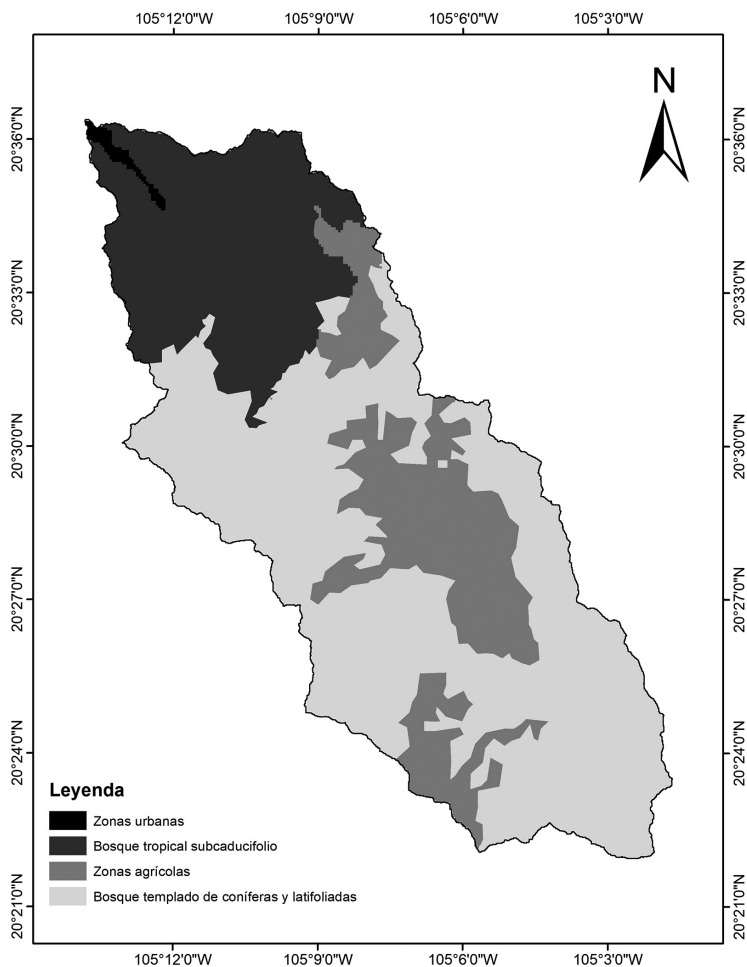 105°12'0"W 105°9'0"W 105°6'0"W 105°3'0"W
N
20°36'0"N 20°36'0"N
20°33'0"N 20°33'0"N
20°30'0"N 20°30'0"N
20°27'0"N 20°27'0"N
20°24'0"N 20°24'0"N
20°21'0"N 20°21'0"N
Leyenda
Zonas urbanas
Bosque tropical subcaducifolio
Zonas agrícolas
Bosque templado de coníferas y latifoliadas
105°12'0"W 105°9'0"W 105°6'0"W 105°3'0"W